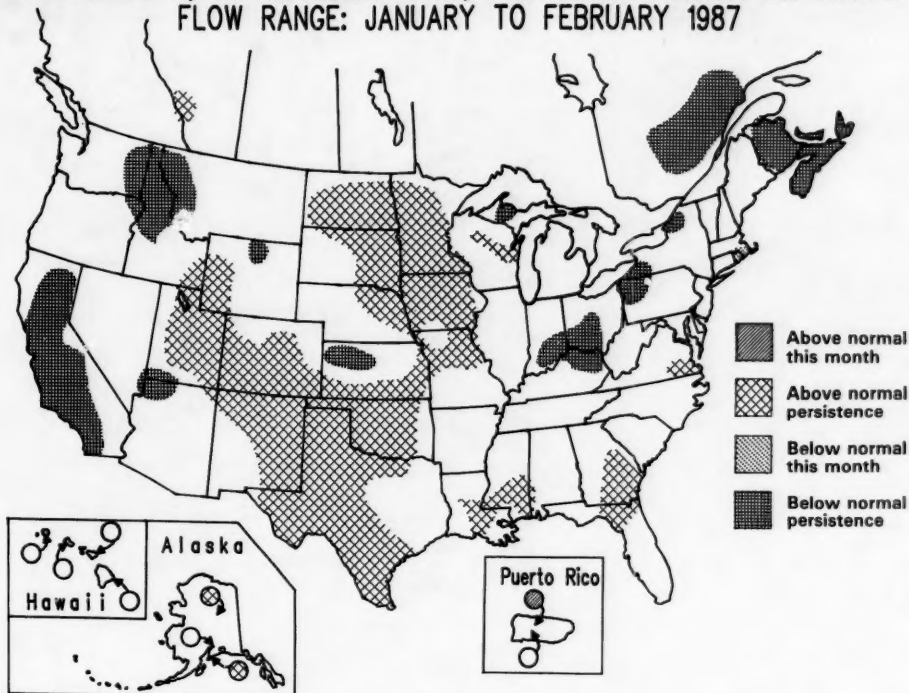 FLOW RANGE: JANUARY TO FEBRUARY 1987
Above normal
this month
Above normal
persistence
Below normal
this month
Below normal
persistence
Alaska
Hawaii
Puerto Rico